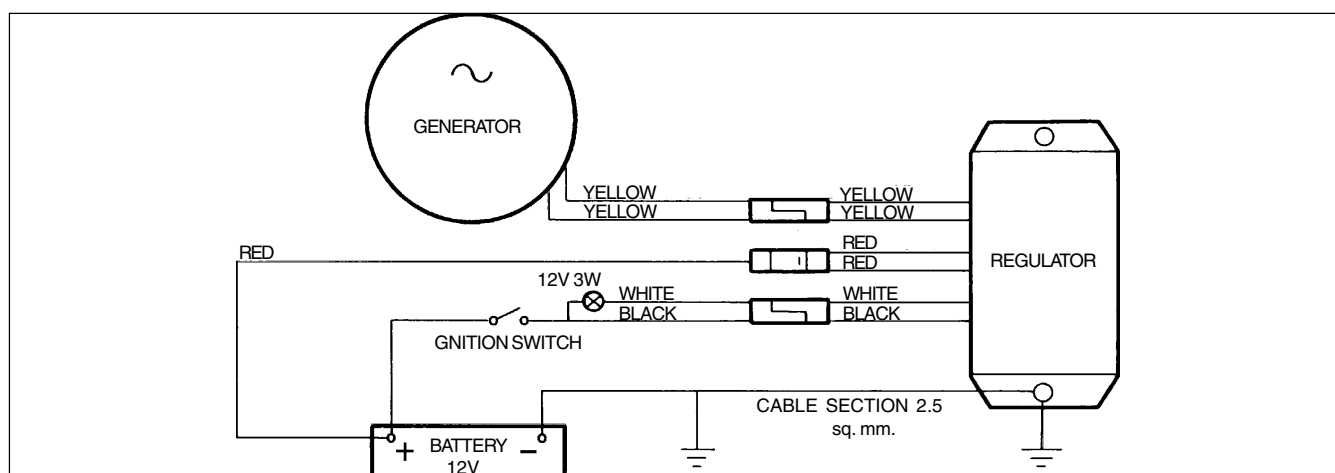 GENERATOR
YELLOW YELLOW
YELLOW YELLOW
RED
RED
RED
REGULATOR
12V 3W
WHITE WHITE
BLACK BLACK
GNITION SWITCH
CABLE SECTION 2.5
sq. mm.
+ BATTERY −
12V